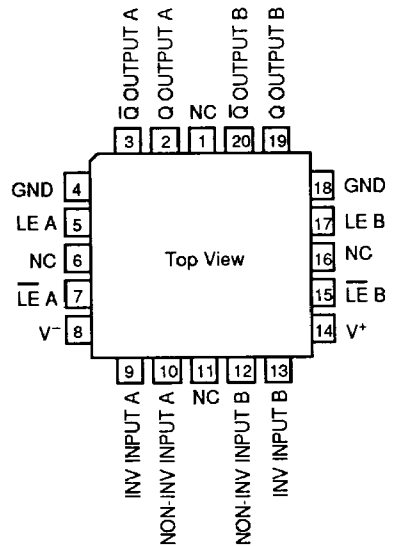 IQ OUTPUT A
Q OUTPUT A
NC
IQ OUTPUT B
Q OUTPUT B
3 2 1 20 19
GND 4
18 GND
LE A 5
17 LE B
NC 6
Top View
16 NC
L̅E̅ A 7
15 L̅E̅ B
V⁻ 8
14 V⁺
9 10 11 12 13
INV INPUT A
NON-INV INPUT A
NC
NON-INV INPUT B
INV INPUT B